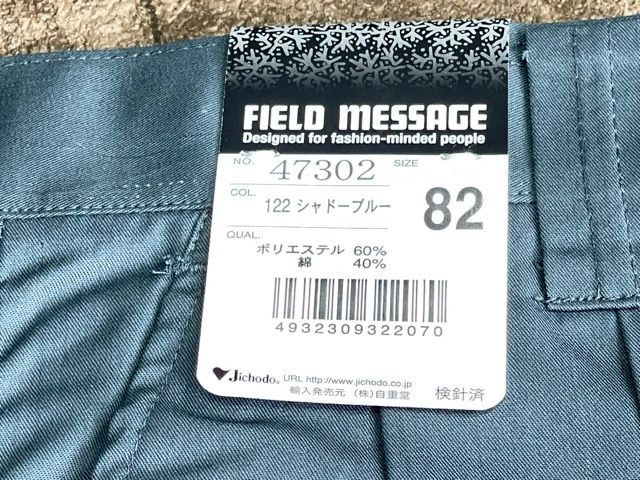 FIELD MESSAGE
Designed for fashion-minded people
NO. 47302 SIZE
COL. 122 シャドーブルー 82
QUAL.
ポリエステル 60%
綿 40%
4932309322070
Jichodo® URL http://www.jichodo.co.jp
輸入発売元 (株)自重堂 検針済